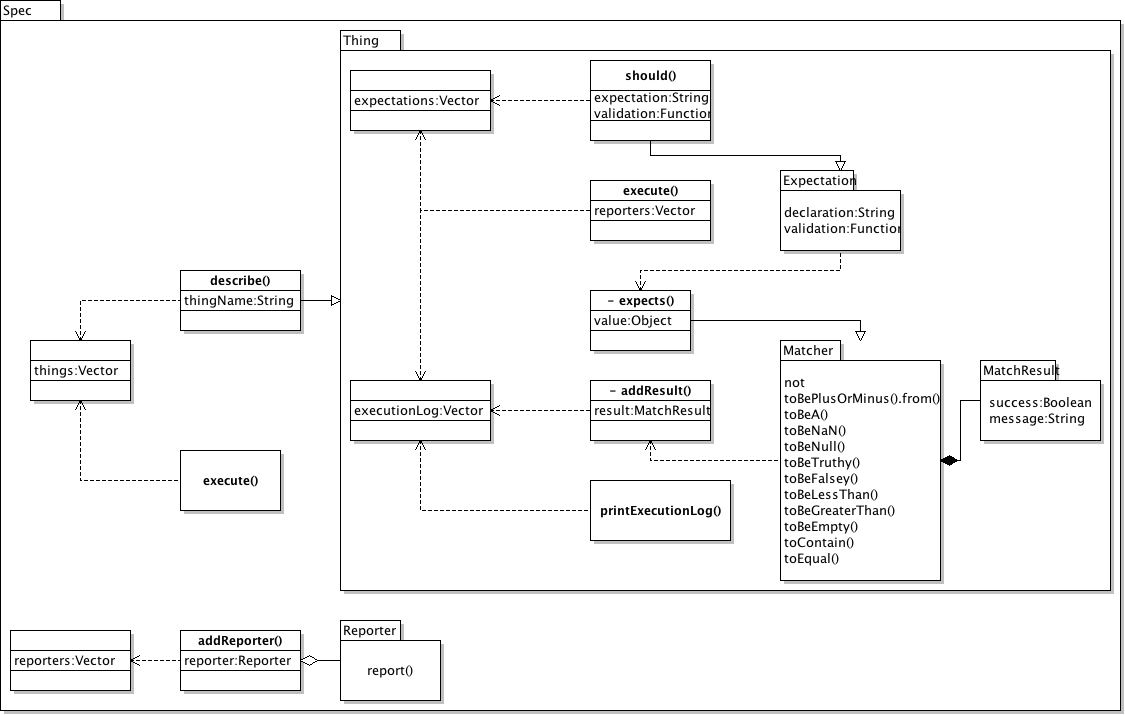 Spec
Thing
expectations:Vector
should()
expectation:String
validation:Function
execute()
reporters:Vector
Expectation
declaration:String
validation:Function
describe()
thingName:String
- expects()
value:Object
things:Vector
Matcher
not
toBePlusOrMinus().from()
toBeA()
toBeNaN()
toBeNull()
toBeTruthy()
toBeFalsey()
toBeLessThan()
toBeGreaterThan()
toBeEmpty()
toContain()
toEqual()
MatchResult
success:Boolean
message:String
executionLog:Vector
- addResult()
result:MatchResult
execute()
printExecutionLog()
reporters:Vector
addReporter()
reporter:Reporter
Reporter
report()